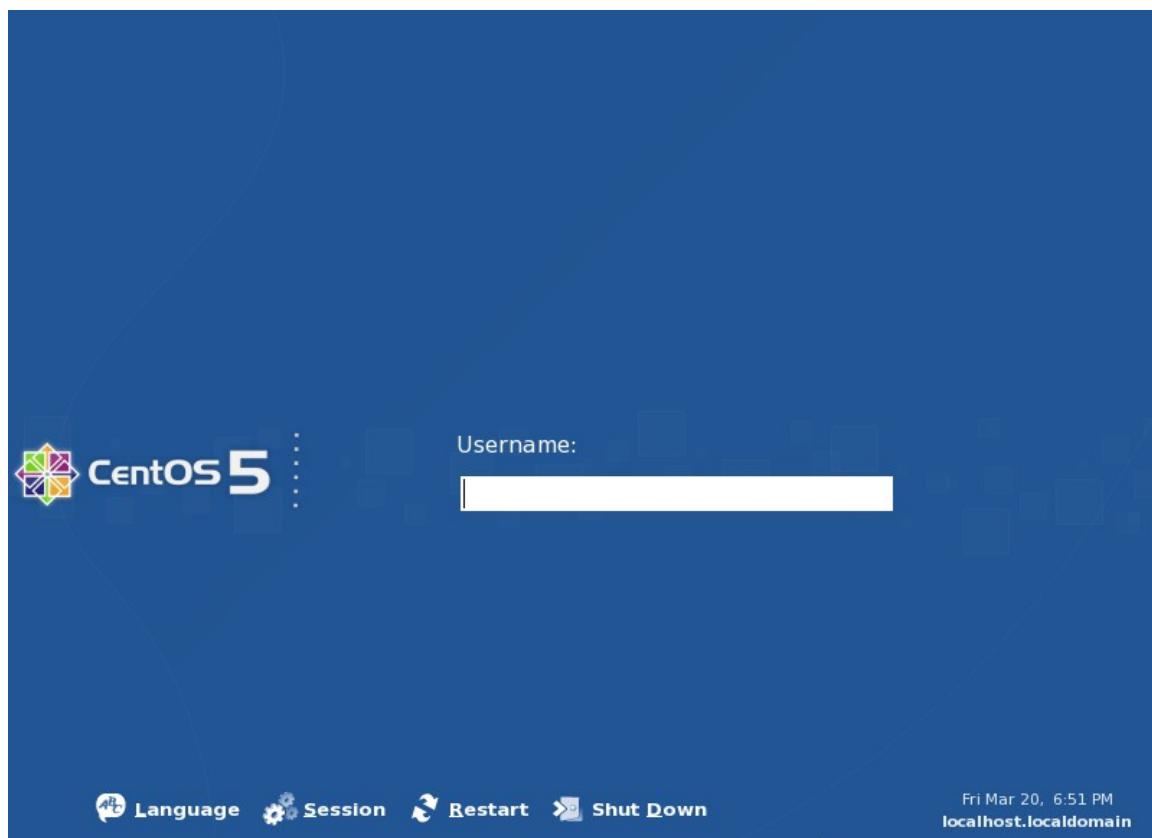 Username:
CentOS 5
Language Session Restart Shut Down
Fri Mar 20, 6:51 PM
localhost.localdomain